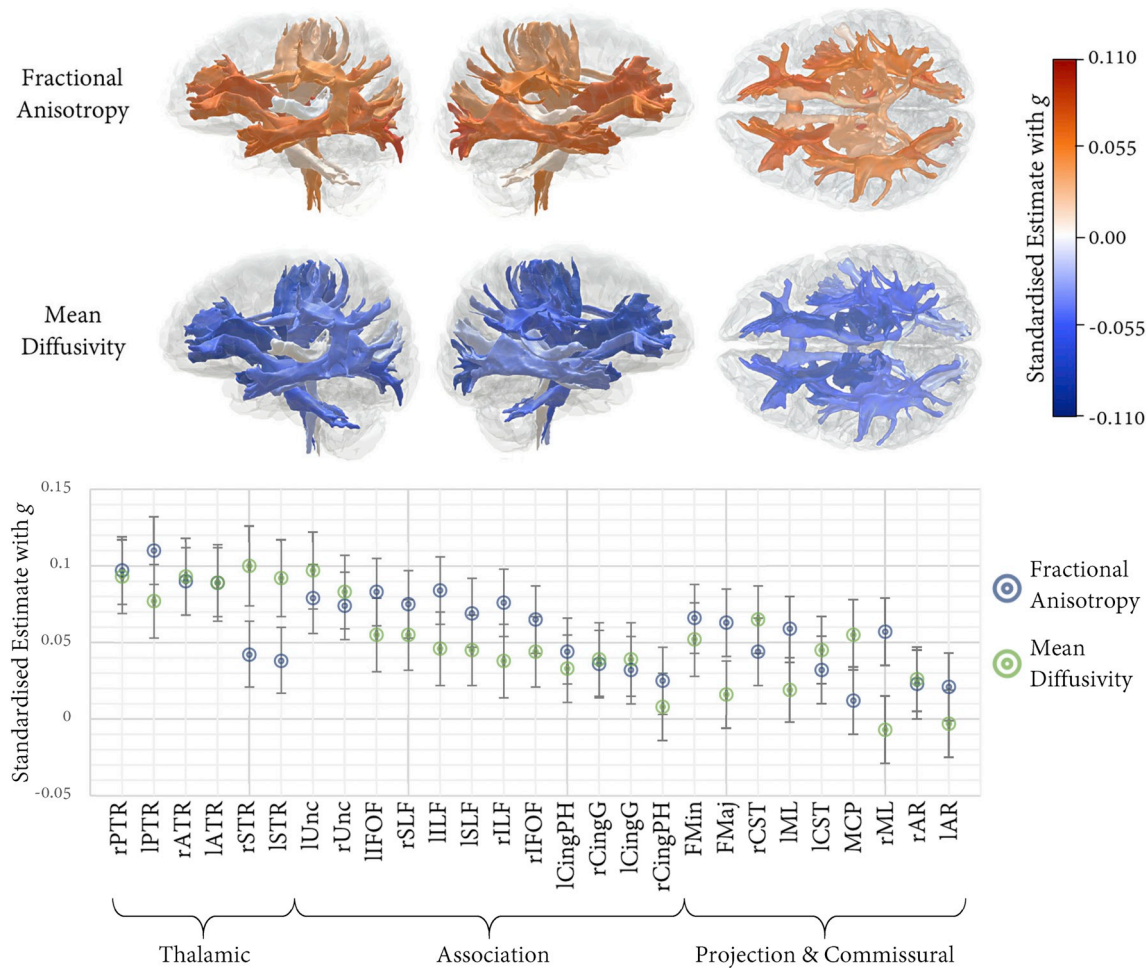 Fractional
Anisotropy
Mean
Diffusivity
Standardised Estimate with g
0.110
0.055
0.00
-0.055
-0.110
Standardised Estimate with g
0.15
0.1
0.05
0
-0.05
Fractional
Anisotropy
Mean
Diffusivity
rPTR
lPTR
rATR
lATR
rSTR
lSTR
lUnc
rUnc
lIFOF
rSLF
lILF
lSLF
rILF
rIFOF
lCingPH
rCingG
lCingG
rCingPH
FMin
FMaj
rCST
lML
lCST
MCP
rML
rAR
lAR
Thalamic
Association
Projection & Commissural